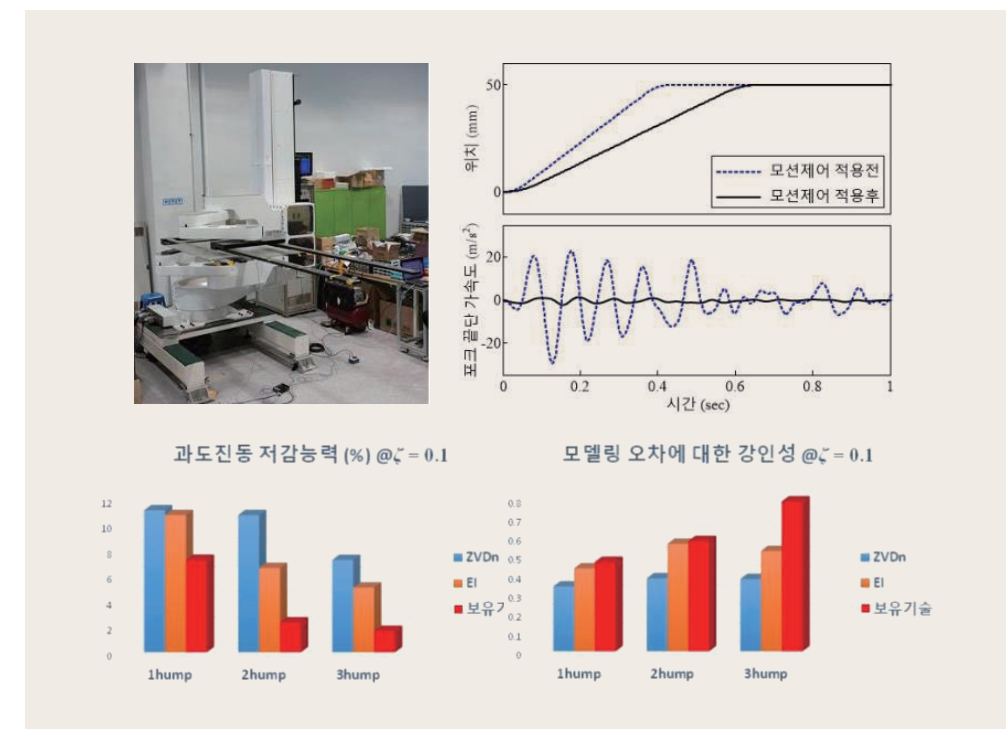 50
위치 (mm)
0
모션제어 적용전
모션제어 적용후
포크 끝단 가속도 (m/s²)
20
0
-20
0 0.2 0.4 0.6 0.8 1
시간 (sec)
과도진동 저감능력 (%) @ζ = 0.1
12
10
8
6
4
2
0
1hump 2hump 3hump
ZVDn
EI
보유기
모델링 오차에 대한 강인성 @ζ = 0.1
0.8
0.7
0.6
0.5
0.4
0.3
0.2
0.1
0
1hump 2hump 3hump
ZVDn
EI
보유기술